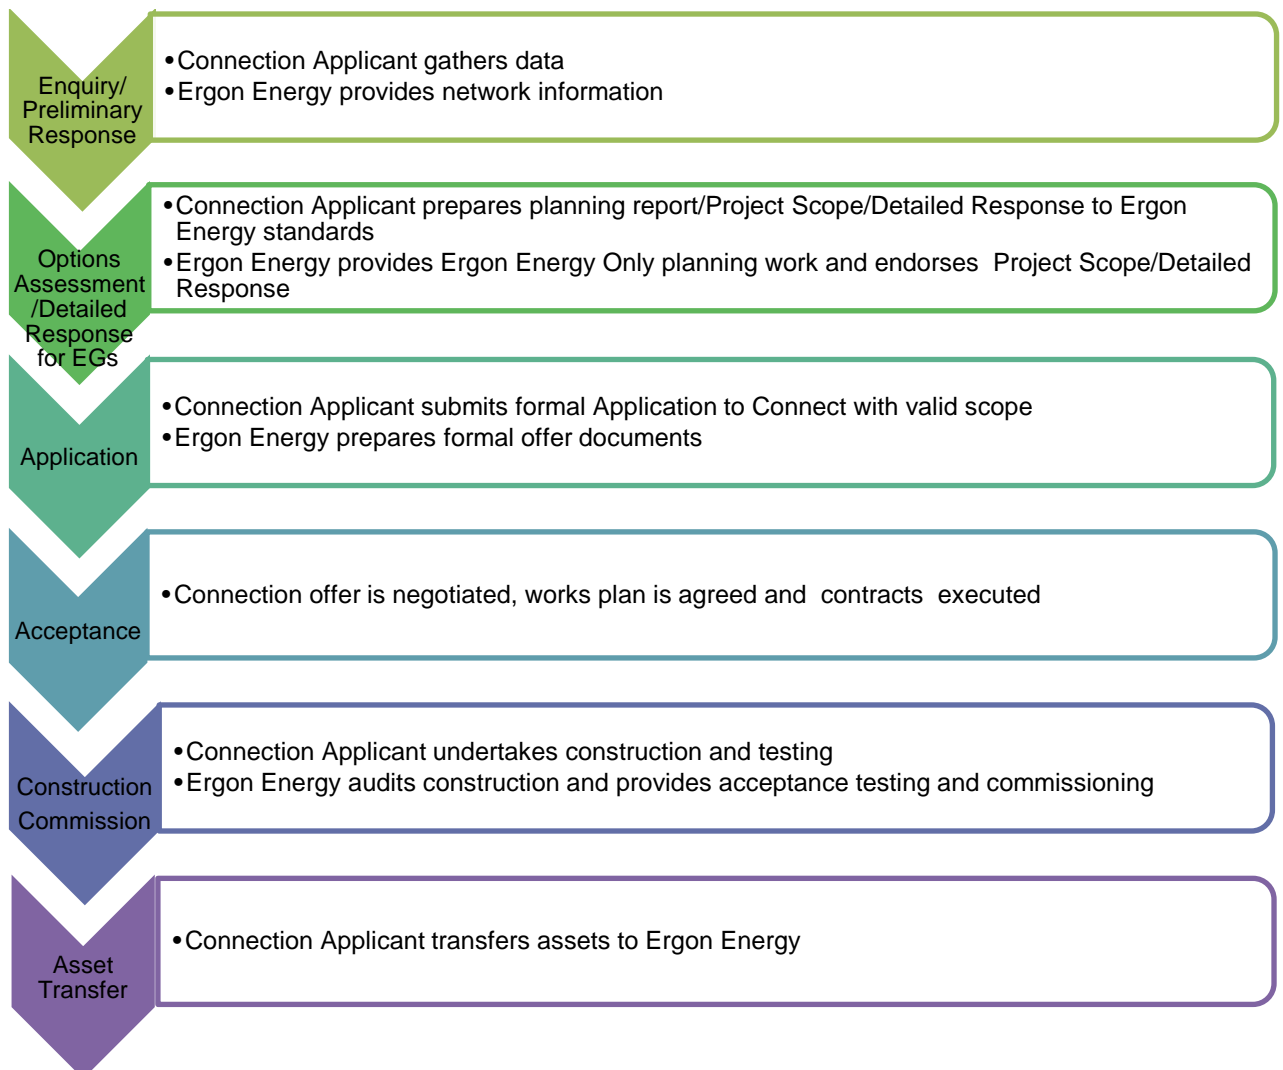 Enquiry/
Preliminary
Response
•Connection Applicant gathers data
•Ergon Energy provides network information
Options
Assessment
/Detailed
Response
for EGs
•Connection Applicant prepares planning report/Project Scope/Detailed Response to Ergon
Energy standards
•Ergon Energy provides Ergon Energy Only planning work and endorses Project Scope/Detailed
Response
Application
•Connection Applicant submits formal Application to Connect with valid scope
•Ergon Energy prepares formal offer documents
Acceptance
•Connection offer is negotiated, works plan is agreed and contracts executed
Construction
Commission
•Connection Applicant undertakes construction and testing
•Ergon Energy audits construction and provides acceptance testing and commissioning
Asset
Transfer
•Connection Applicant transfers assets to Ergon Energy